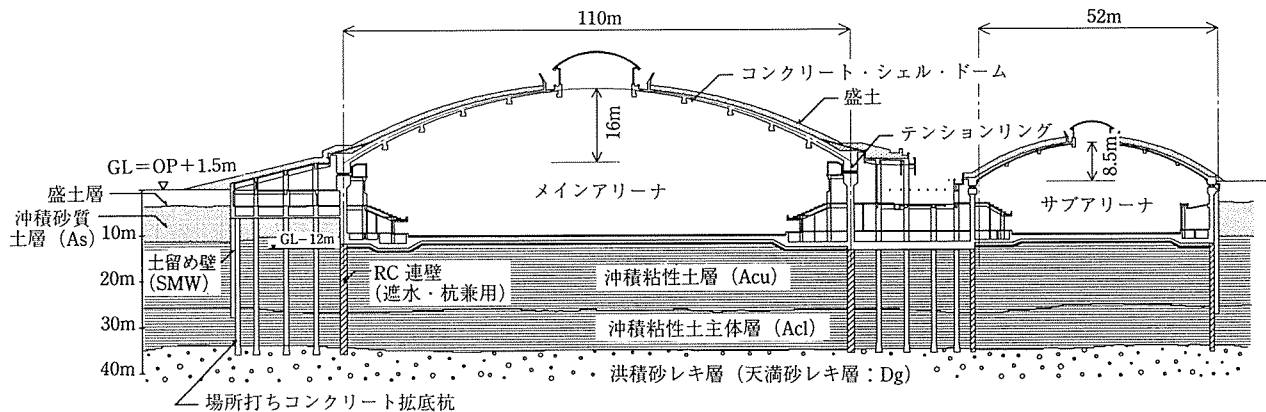 110m
52m
コンクリート・シェル・ドーム
盛土
テンションリング
16m
8.5m
GL=OP+1.5m
メインアリーナ
サブアリーナ
盛土層
沖積砂質
土層(As)
10m
GL-12m
土留め壁
(SMW)
20m
RC 連壁
(遮水・杭兼用)
沖積粘性土層(Acu)
30m
沖積粘性土主体層(Acl)
40m
洪積砂レキ層(天満砂レキ層:Dg)
場所打ちコンクリート拡底杭